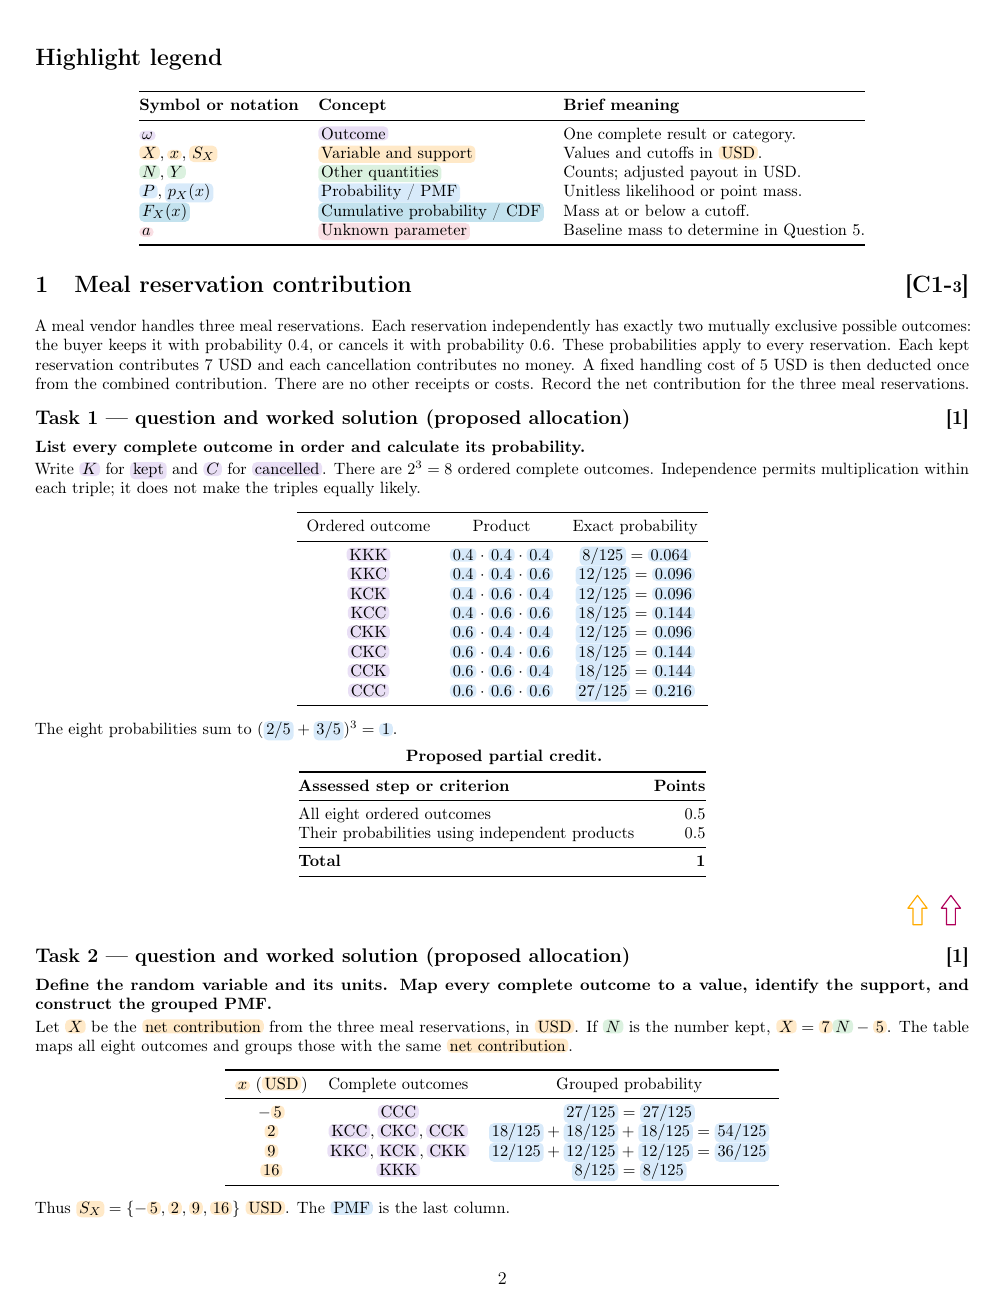 Highlight legend
Symbol or notation Concept Brief meaning
ω Outcome One complete result or category.
X, x, S_X Variable and support Values and cutoffs in USD.
N, Y Other quantities Counts; adjusted payout in USD.
P, p_X(x) Probability / PMF Unitless likelihood or point mass.
F_X(x) Cumulative probability / CDF Mass at or below a cutoff.
a Unknown parameter Baseline mass to determine in Question 5.
1 Meal reservation contribution [C1-3]
A meal vendor handles three meal reservations. Each reservation independently has exactly two mutually exclusive possible outcomes:
the buyer keeps it with probability 0.4, or cancels it with probability 0.6. These probabilities apply to every reservation. Each kept
reservation contributes 7 USD and each cancellation contributes no money. A fixed handling cost of 5 USD is then deducted once
from the combined contribution. There are no other receipts or costs. Record the net contribution for the three meal reservations.
Task 1 — question and worked solution (proposed allocation) [1]
List every complete outcome in order and calculate its probability.
Write K for kept and C for cancelled. There are 2³ = 8 ordered complete outcomes. Independence permits multiplication within
each triple; it does not make the triples equally likely.
Ordered outcome Product Exact probability
KKK 0.4 · 0.4 · 0.4 8/125 = 0.064
KKC 0.4 · 0.4 · 0.6 12/125 = 0.096
KCK 0.4 · 0.6 · 0.4 12/125 = 0.096
KCC 0.4 · 0.6 · 0.6 18/125 = 0.144
CKK 0.6 · 0.4 · 0.4 12/125 = 0.096
CKC 0.6 · 0.4 · 0.6 18/125 = 0.144
CCK 0.6 · 0.6 · 0.4 18/125 = 0.144
CCC 0.6 · 0.6 · 0.6 27/125 = 0.216
The eight probabilities sum to (2/5 + 3/5)³ = 1.
Proposed partial credit.
Assessed step or criterion Points
All eight ordered outcomes 0.5
Their probabilities using independent products 0.5
Total 1
Task 2 — question and worked solution (proposed allocation) [1]
Define the random variable and its units. Map every complete outcome to a value, identify the support, and
construct the grouped PMF.
Let X be the net contribution from the three meal reservations, in USD. If N is the number kept, X = 7N − 5. The table
maps all eight outcomes and groups those with the same net contribution.
x (USD) Complete outcomes Grouped probability
−5 CCC 27/125 = 27/125
2 KCC, CKC, CCK 18/125 + 18/125 + 18/125 = 54/125
9 KKC, KCK, CKK 12/125 + 12/125 + 12/125 = 36/125
16 KKK 8/125 = 8/125
Thus S_X = {−5, 2, 9, 16} USD. The PMF is the last column.
2